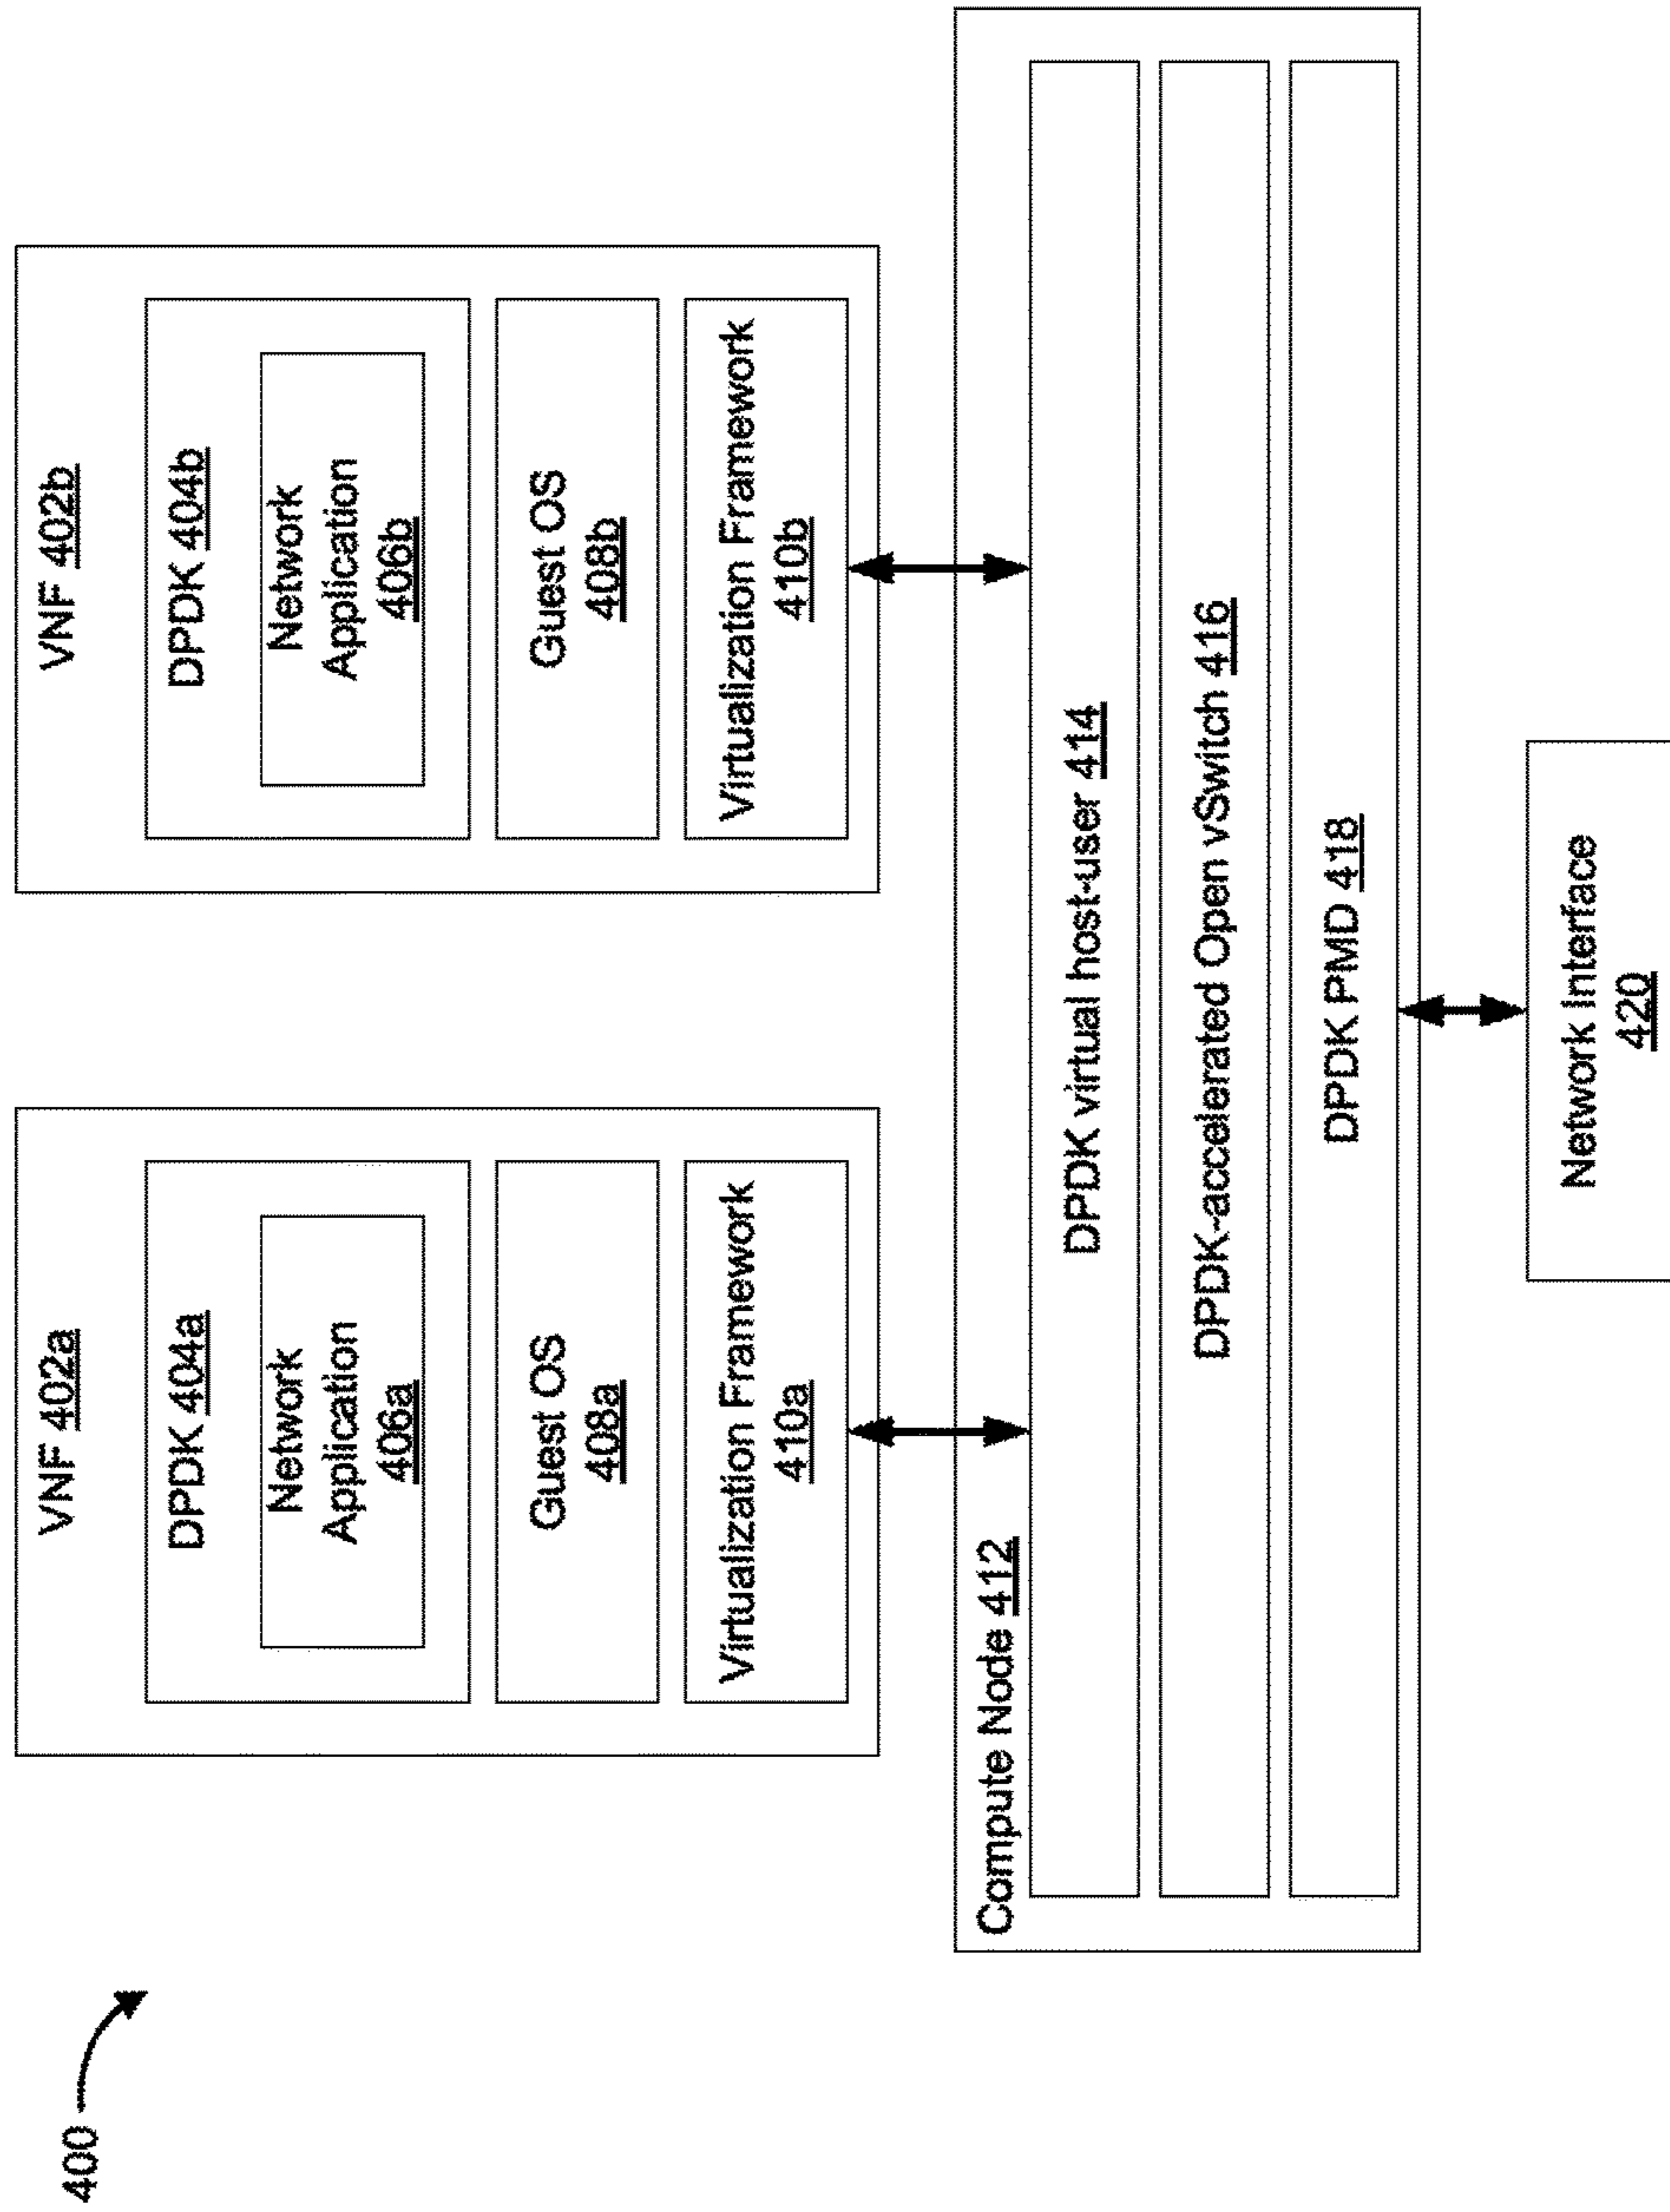 400
VNF 402a
DPDK 404a
Network
Application
406a
Guest OS
408a
Virtualization Framework
410a
VNF 402b
DPDK 404b
Network
Application
406b
Guest OS
408b
Virtualization Framework
410b
Compute Node 412
DPDK virtual host-user 414
DPDK-accelerated Open vSwitch 416
DPDK PMD 418
Network Interface
420